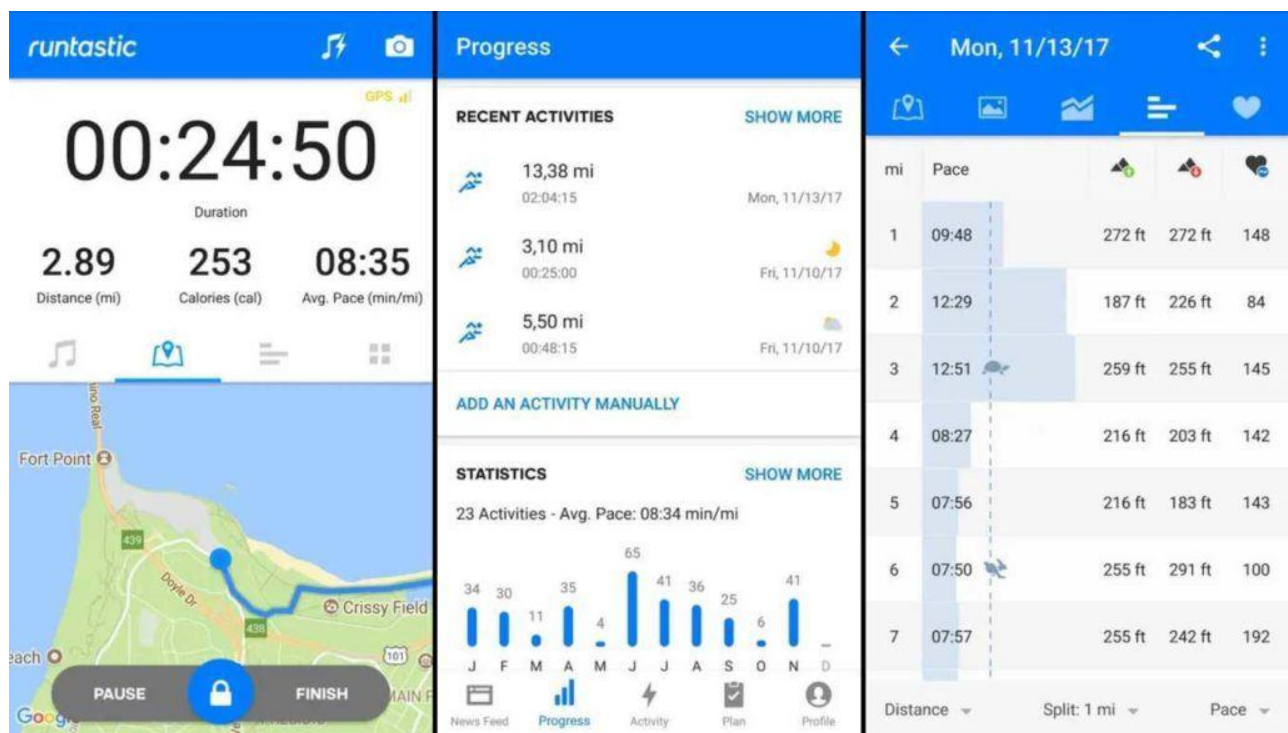 runtastic
GPS
00:24:50
Duration
2.89 253 08:35
Distance (mi) Calories (cal) Avg. Pace (min/mi)
ino Real
Fort Point
439
Doyle Dr
Crissy Field
438
each
101
PAUSE FINISH
MAIN
Google
Progress
RECENT ACTIVITIES SHOW MORE
13,38 mi
02:04:15 Mon, 11/13/17
3,10 mi
00:25:00 Fri, 11/10/17
5,50 mi
00:48:15 Fri, 11/10/17
ADD AN ACTIVITY MANUALLY
STATISTICS SHOW MORE
23 Activities - Avg. Pace: 08:34 min/mi
34 30 11 35 4 65 41 36 25 6 41
J F M A M J J A S O N D
News Feed Progress Activity Plan Profile
Mon, 11/13/17
mi Pace
1 09:48 272 ft 272 ft 148
2 12:29 187 ft 226 ft 84
3 12:51 259 ft 255 ft 145
4 08:27 216 ft 203 ft 142
5 07:56 216 ft 183 ft 143
6 07:50 255 ft 291 ft 100
7 07:57 255 ft 242 ft 192
Distance Split: 1 mi Pace